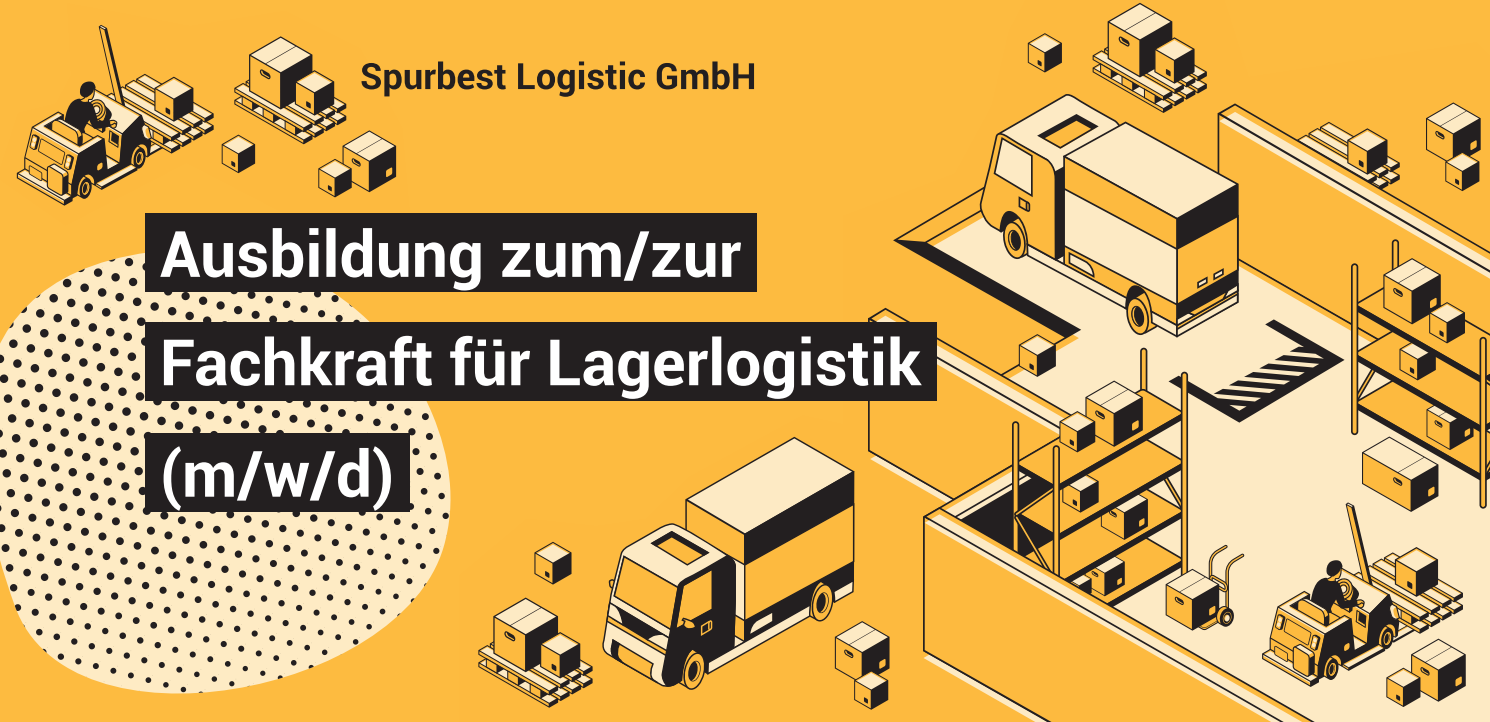 Spurbest Logistic GmbH
Ausbildung zum/zur
Fachkraft für Lagerlogistik
(m/w/d)